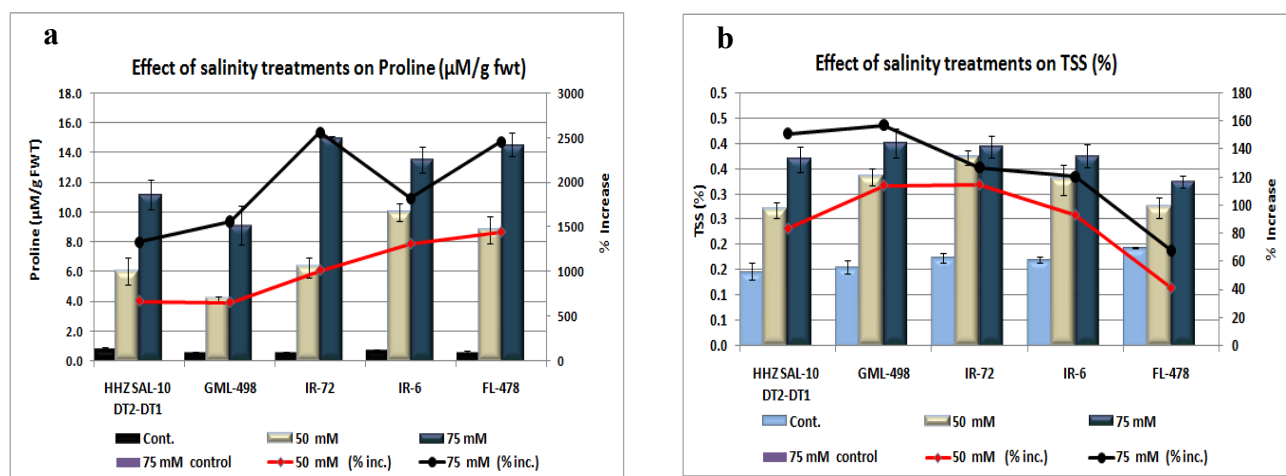 a
Effect of salinity treatments on Proline (µM/g fwt)
18.0
16.0
14.0
12.0
10.0
8.0
6.0
4.0
2.0
0.0
Proline (µM/g FWT)
3000
2500
2000
1500
1000
500
0
% Increase
HHZ SAL-10 DT2-DT1
GML-498
IR-72
IR-6
FL-478
Cont.
50 mM
75 mM
75 mM control
50 mM (% inc.)
75 mM (% inc.)
b
Effect of salinity treatments on TSS (%)
0.5
0.5
0.4
0.4
0.3
0.3
0.2
0.2
0.1
0.1
0.0
TSS (%)
180
160
140
120
100
80
60
40
20
0
% Increase
HHZ SAL-10 DT2-DT1
GML-498
IR-72
IR-6
FL-478
Cont.
50 mM
75 mM
75 mM control
50 mM (% inc.)
75 mM (% inc.)